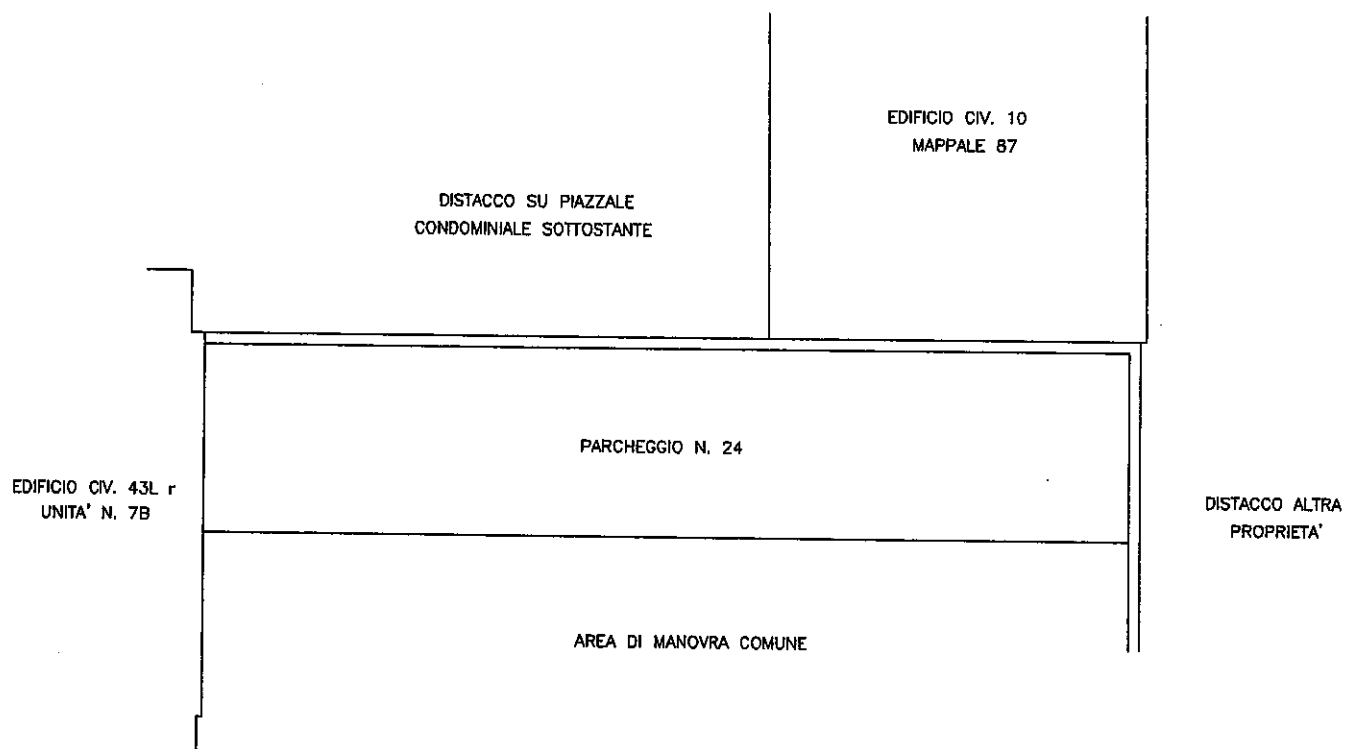 EDIFICIO CIV. 10
MAPPALE 87
DISTACCO SU PIAZZALE
CONDOMINIALE SOTTOSTANTE
PARCHEGGIO N. 24
EDIFICIO CIV. 43L r
UNITA' N. 7B
DISTACCO ALTRA
PROPRIETA'
AREA DI MANOVRA COMUNE